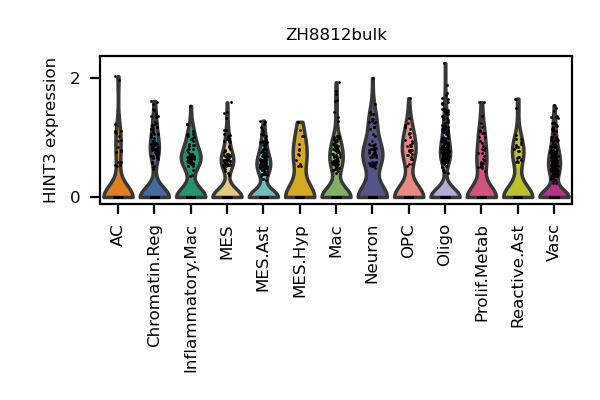 ZH8812bulk
HINT3 expression
2
0
AC
Chromatin.Reg
Inflammatory.Mac
MES
MES.Ast
MES.Hyp
Mac
Neuron
OPC
Oligo
Prolif.Metab
Reactive.Ast
Vasc